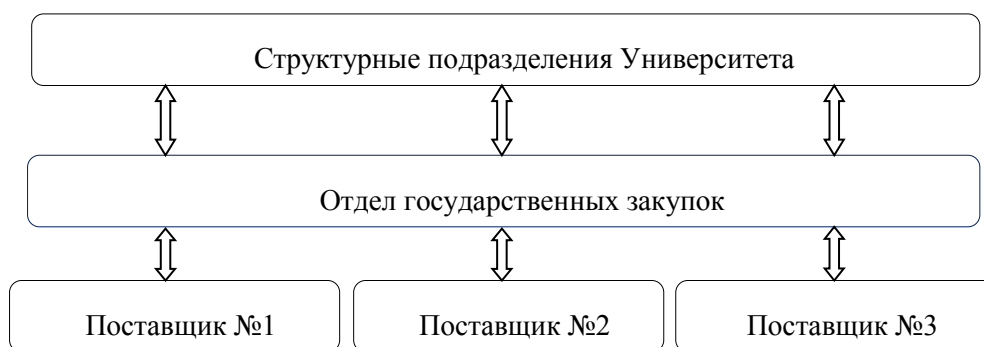 Структурные подразделения Университета
Отдел государственных закупок
Поставщик №1
Поставщик №2
Поставщик №3